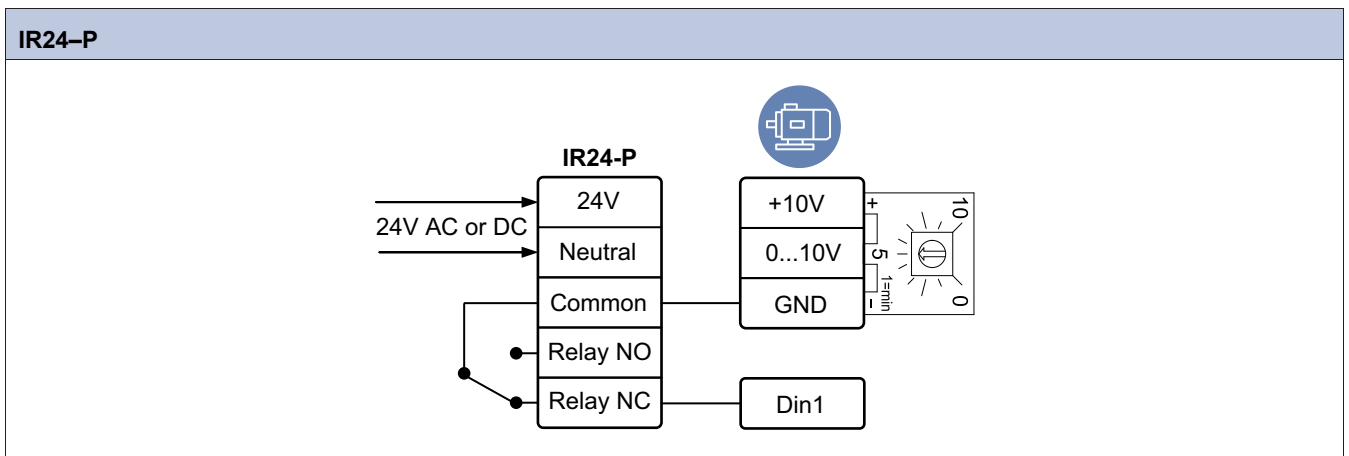 IR24–P
IR24-P
24V AC or DC
24V
Neutral
Common
Relay NO
Relay NC
+10V
0...10V
GND
Din1
+
-
10
5
1=min
0